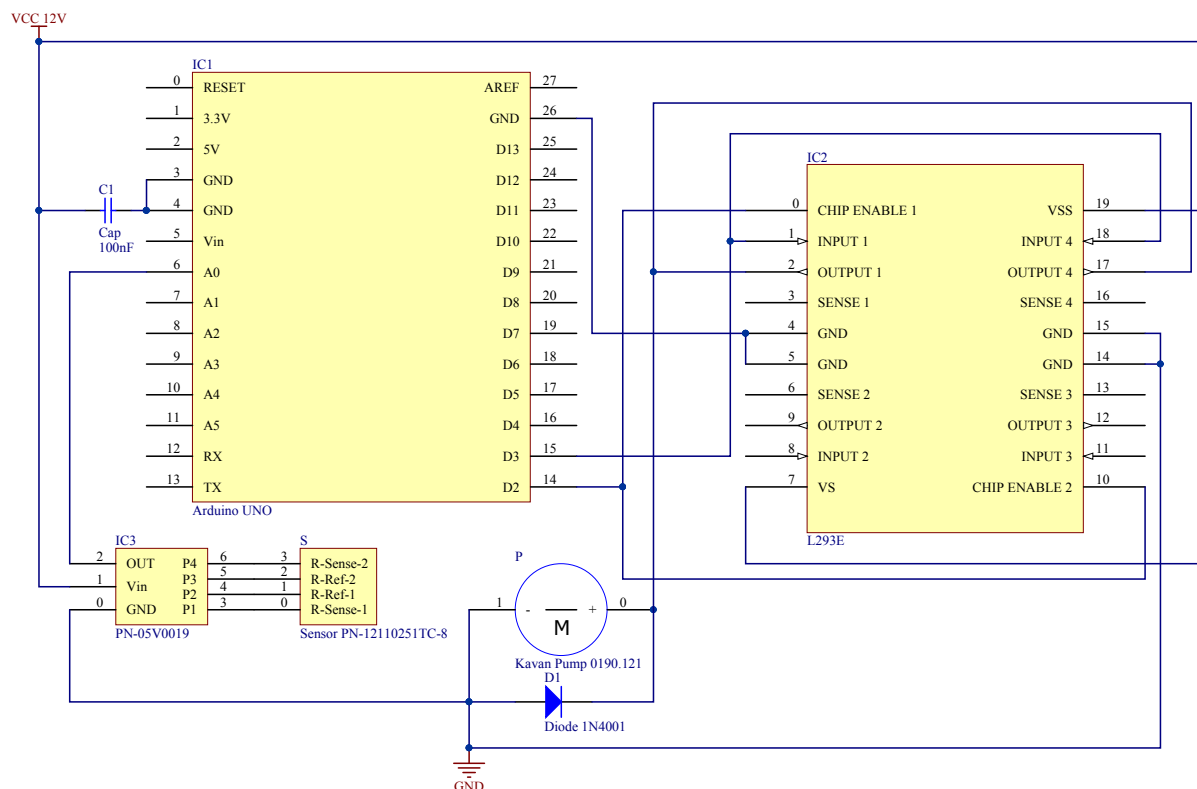 VCC 12V
IC1
0 RESET AREF 27
1 3.3V GND 26
2 5V D13 25
3 GND D12 24
4 GND D11 23
5 Vin D10 22
6 A0 D9 21
7 A1 D8 20
8 A2 D7 19
9 A3 D6 18
10 A4 D5 17
11 A5 D4 16
12 RX D3 15
13 TX D2 14
Arduino UNO
C1
Cap
100nF
IC2
0 CHIP ENABLE 1 VSS 19
1 INPUT 1 INPUT 4 18
2 OUTPUT 1 OUTPUT 4 17
3 SENSE 1 SENSE 4 16
4 GND GND 15
5 GND GND 14
6 SENSE 2 SENSE 3 13
9 OUTPUT 2 OUTPUT 3 12
8 INPUT 2 INPUT 3 11
7 VS CHIP ENABLE 2 10
L293E
IC3
2 OUT P4 6
1 Vin P3 5
P2 4
0 GND P1 3
PN-05V0019
S
3 R-Sense-2
2 R-Ref-2
1 R-Ref-1
0 R-Sense-1
Sensor PN-12110251TC-8
P
1 - + 0
M
Kavan Pump 0190.121
D1
Diode 1N4001
GND